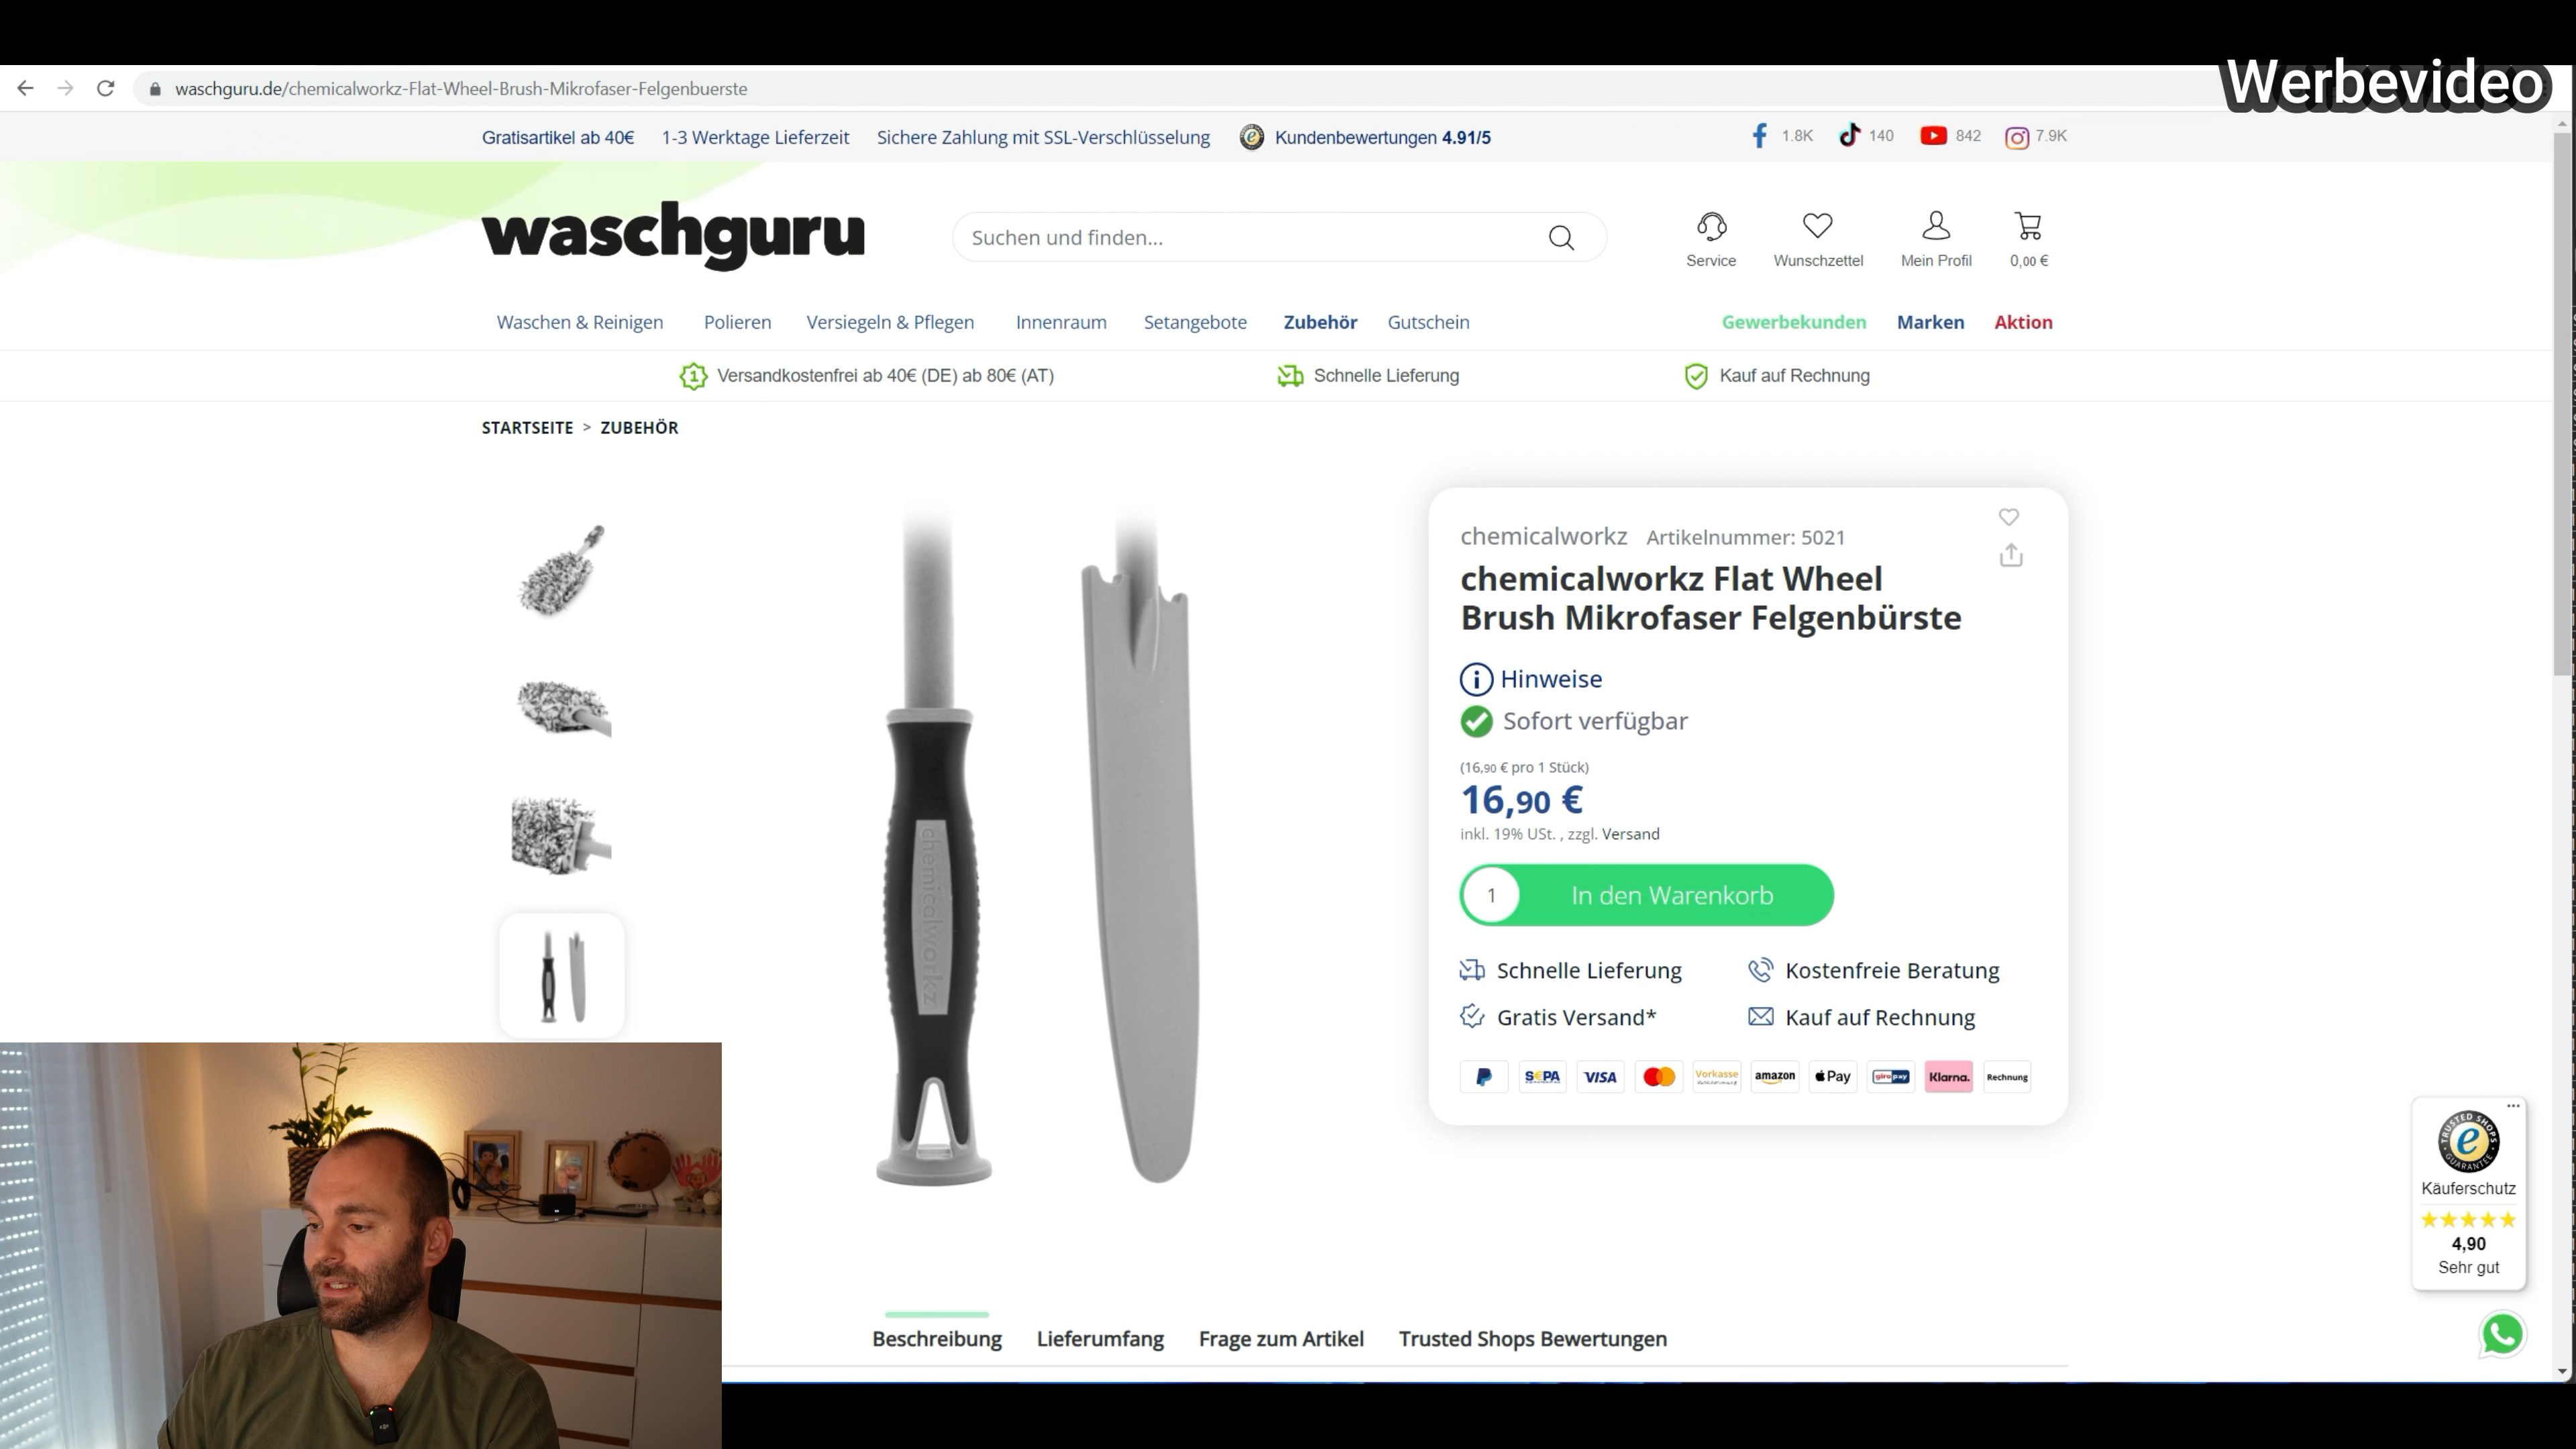 Werbevideo
waschguru.de/chemicalworkz-Flat-Wheel-Brush-Mikrofaser-Felgenbuerste
Gratisartikel ab 40€ 1-3 Werktage Lieferzeit Sichere Zahlung mit SSL-Verschlüsselung Kundenbewertungen 4.91/5 1.8K 140 842 7.9K
waschguru
Suchen und finden...
Service Wunschzettel Mein Profil 0,00 €
Waschen & Reinigen Polieren Versiegeln & Pflegen Innenraum Setangebote Zubehör Gutschein Gewerbekunden Marken Aktion
Versandkostenfrei ab 40€ (DE) ab 80€ (AT) Schnelle Lieferung Kauf auf Rechnung
STARTSEITE > ZUBEHÖR
chemicalworkz Artikelnummer: 5021
chemicalworkz Flat Wheel
Brush Mikrofaser Felgenbürste
Hinweise
Sofort verfügbar
(16,90 € pro 1 Stück)
16,90 €
inkl. 19% USt. , zzgl. Versand
1 In den Warenkorb
Schnelle Lieferung Kostenfreie Beratung
Gratis Versand* Kauf auf Rechnung
SEPA VISA Vorkasse amazon Pay giropay Klarna. Rechnung
chemicalworkz
TRUSTED SHOPS
e
GUARANTEE
Käuferschutz
4,90
Sehr gut
Beschreibung Lieferumfang Frage zum Artikel Trusted Shops Bewertungen